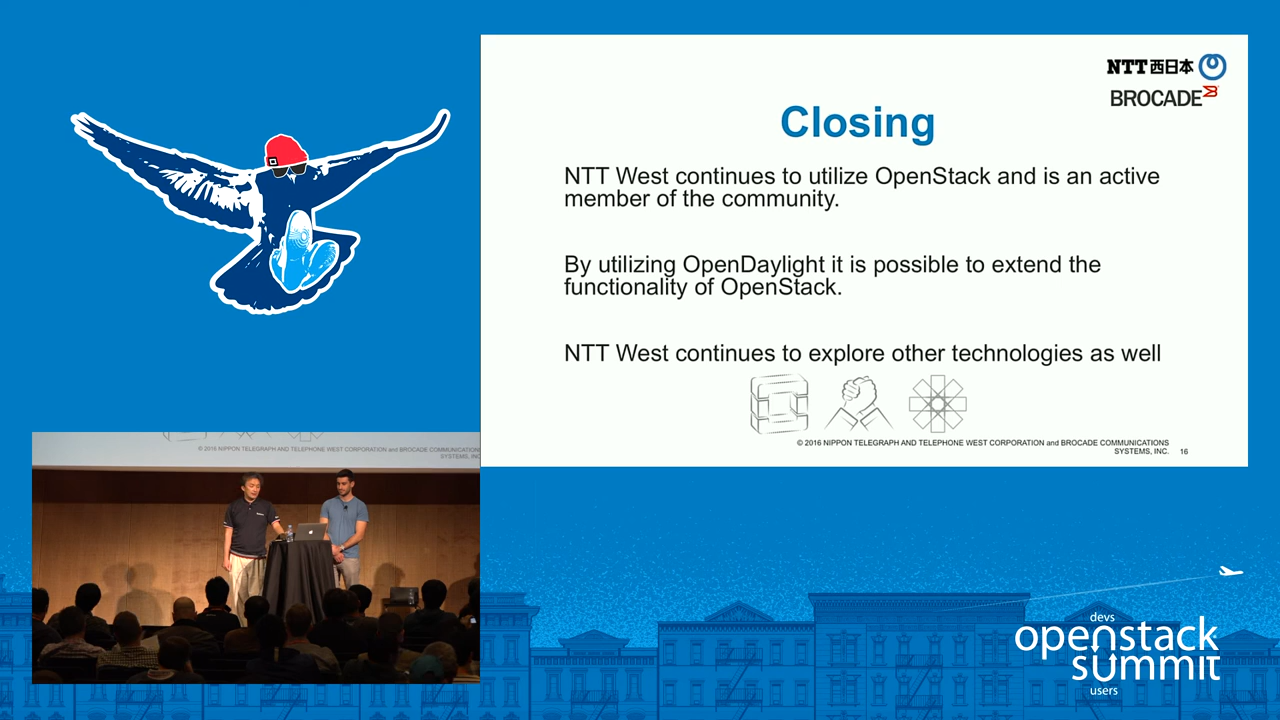 NTT西日本
BROCADE
Closing
NTT West continues to utilize OpenStack and is an active
member of the community.
By utilizing OpenDaylight it is possible to extend the
functionality of OpenStack.
NTT West continues to explore other technologies as well
© 2016 NIPPON TELEGRAPH AND TELEPHONE WEST CORPORATION and BROCADE COMMUNICATIONS
SYSTEMS, INC.
16
© 2016 NIPPON TELEGRAPH AND TELEPHONE WEST CORPORATION and BROCADE COMMUNICATIONS
SYSTEMS, INC
devs
openstack
summit
users